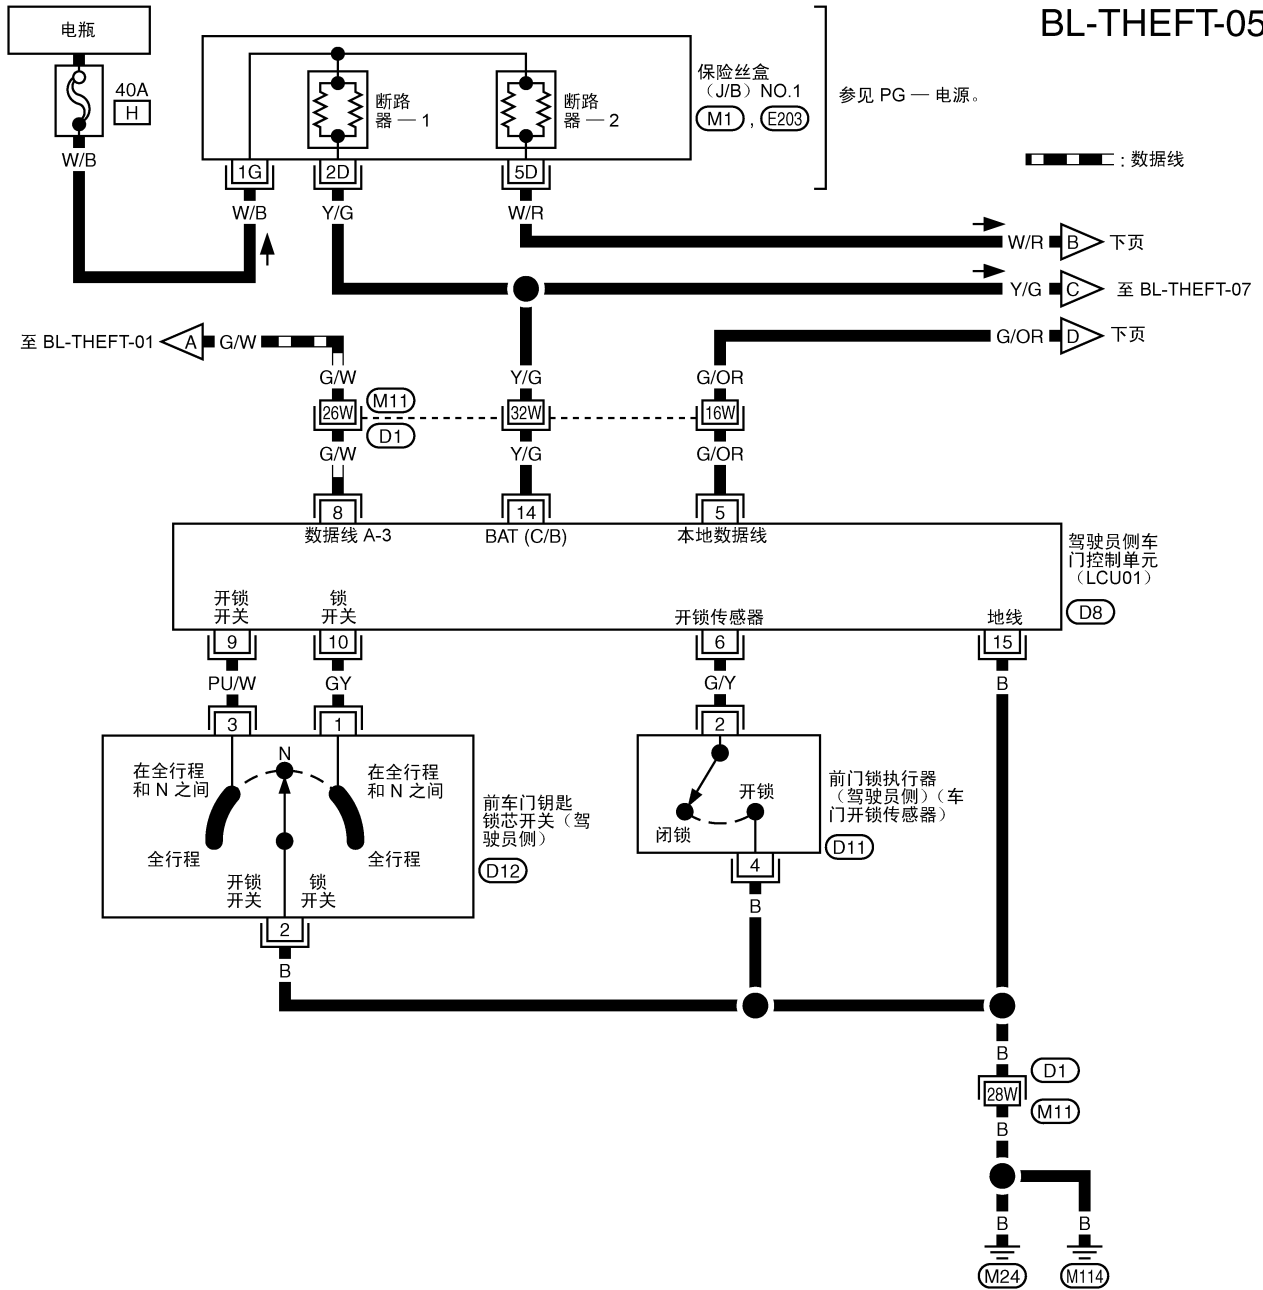 BL-THEFT-05
电瓶
40A
H
W/B
断路
器 — 1
断路
器 — 2
保险丝盒
（J/B）NO.1
M1 , E203
参见 PG — 电源。
: 数据线
1G
2D
5D
W/B
Y/G
W/R
W/R
B
下页
Y/G
C
至 BL-THEFT-07
至 BL-THEFT-01
A
G/W
G/OR
D
下页
G/W
Y/G
G/OR
26W
M11
D1
32W
16W
G/W
Y/G
G/OR
8
14
5
数据线 A-3
BAT (C/B)
本地数据线
驾驶员侧车
门控制单元
（LCU01）
D8
开锁
开关
锁
开关
开锁传感器
地线
9
10
6
15
PU/W
GY
G/Y
B
3
1
2
N
在全行程
和 N 之间
在全行程
和 N 之间
全行程
全行程
开锁
开关
锁
开关
前车门钥匙
锁芯开关（驾
驶员侧）
D12
开锁
闭锁
前门锁执行器
（驾驶员侧）（车
门开锁传感器）
D11
4
B
2
B
B
D1
28W
M11
B
B
B
M24
M114